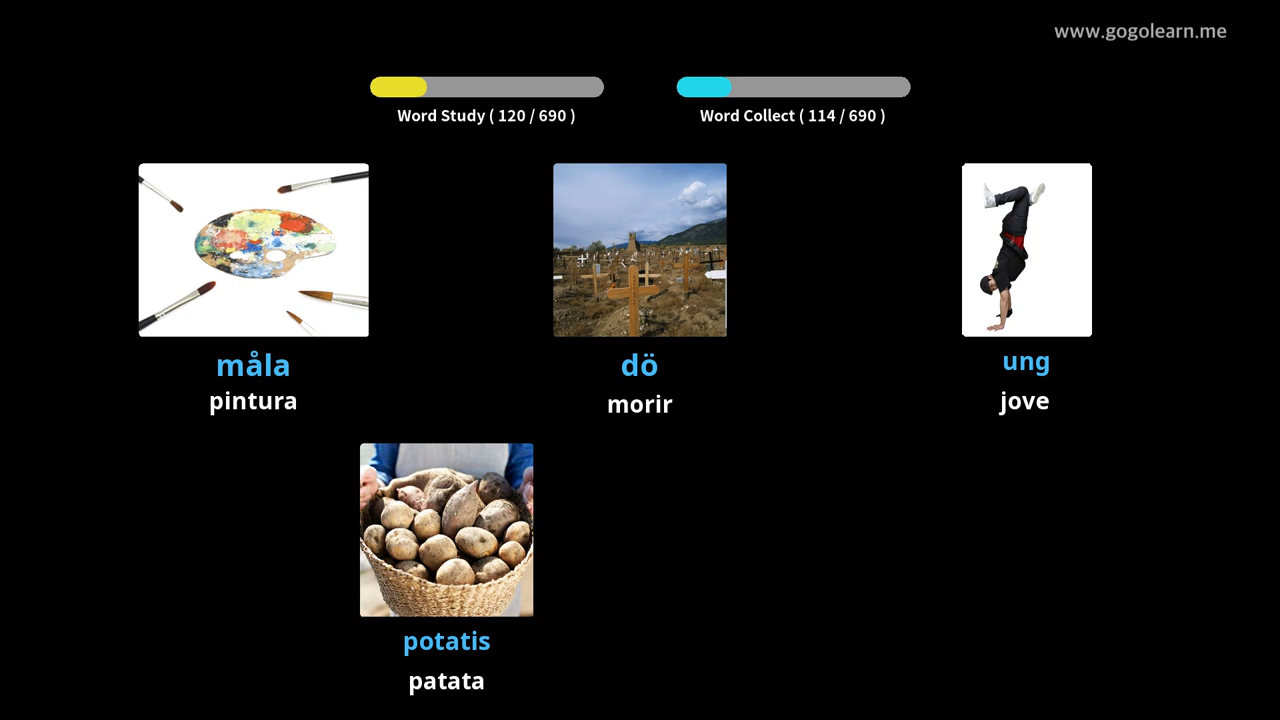 www.gogolearn.me
Word Study ( 120 / 690 )
Word Collect ( 114 / 690 )
måla
pintura
dö
morir
ung
jove
potatis
patata